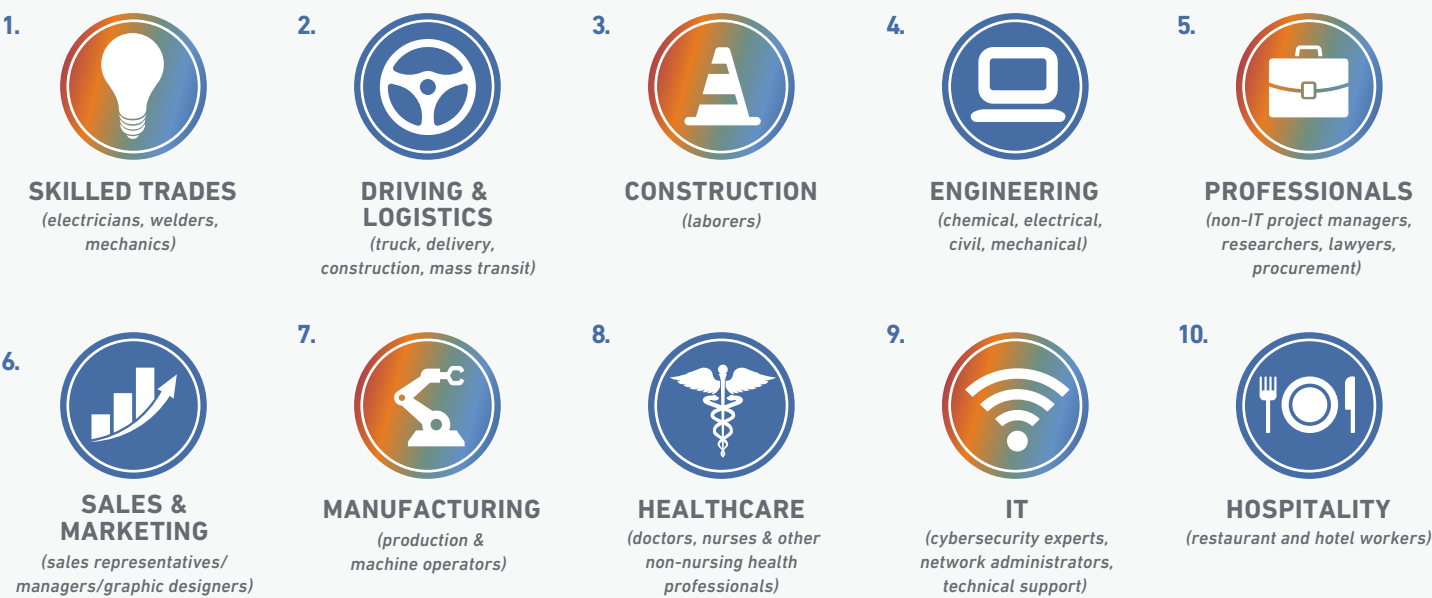 1.
SKILLED TRADES
(electricians, welders,
mechanics)
2.
DRIVING &
LOGISTICS
(truck, delivery,
construction, mass transit)
3.
CONSTRUCTION
(laborers)
4.
ENGINEERING
(chemical, electrical,
civil, mechanical)
5.
PROFESSIONALS
(non-IT project managers,
researchers, lawyers,
procurement)
6.
SALES &
MARKETING
(sales representatives/
managers/graphic designers)
7.
MANUFACTURING
(production &
machine operators)
8.
HEALTHCARE
(doctors, nurses & other
non-nursing health
professionals)
9.
IT
(cybersecurity experts,
network administrators,
technical support)
10.
HOSPITALITY
(restaurant and hotel workers)